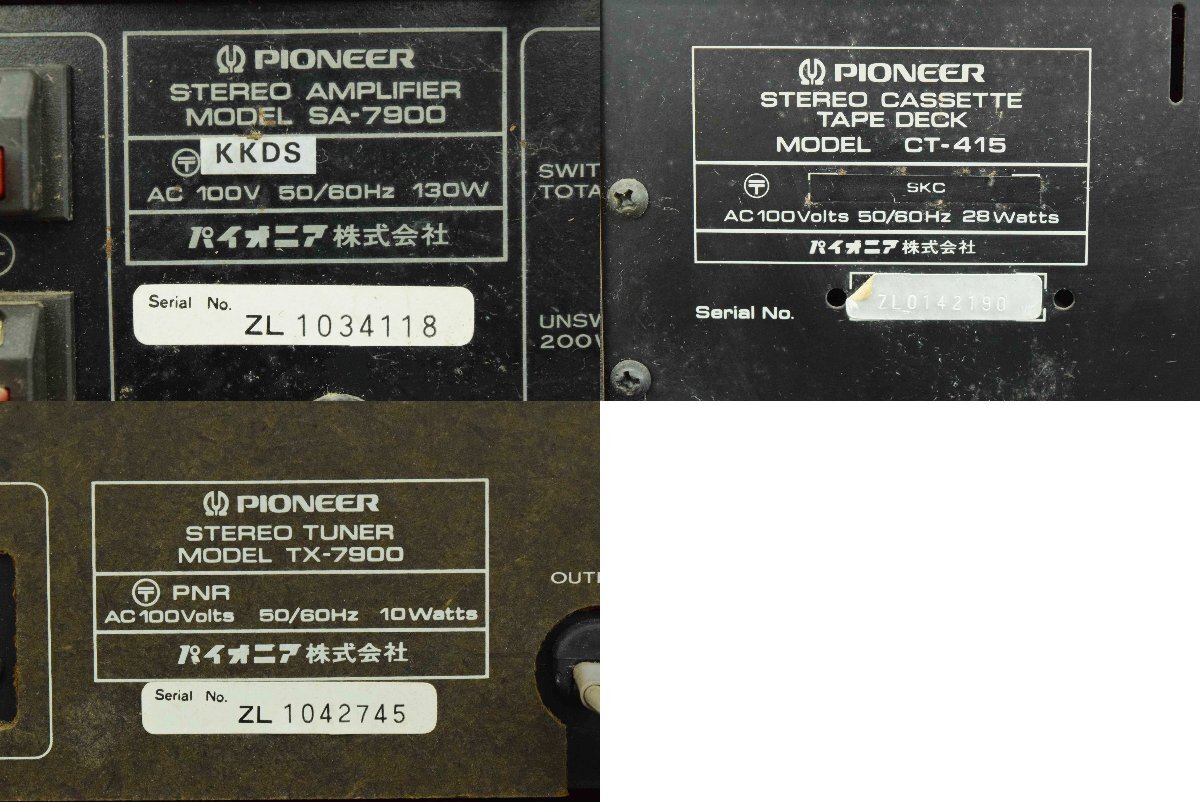 PIONEER
STEREO AMPLIFIER
MODEL SA-7900
〒 KKDS
AC 100V 50/60Hz 130W
パイオニア株式会社
Serial No.
ZL 1034118
SWIT
TOTA
UNSW
200W
PIONEER
STEREO CASSETTE
TAPE DECK
MODEL CT-415
〒 SKC
AC100Volts 50/60Hz 28Watts
パイオニア株式会社
Serial No. ZL0142190
PIONEER
STEREO TUNER
MODEL TX-7900
〒 PNR
AC100Volts 50/60Hz 10Watts
パイオニア株式会社
Serial No.
ZL 1042745
OUT